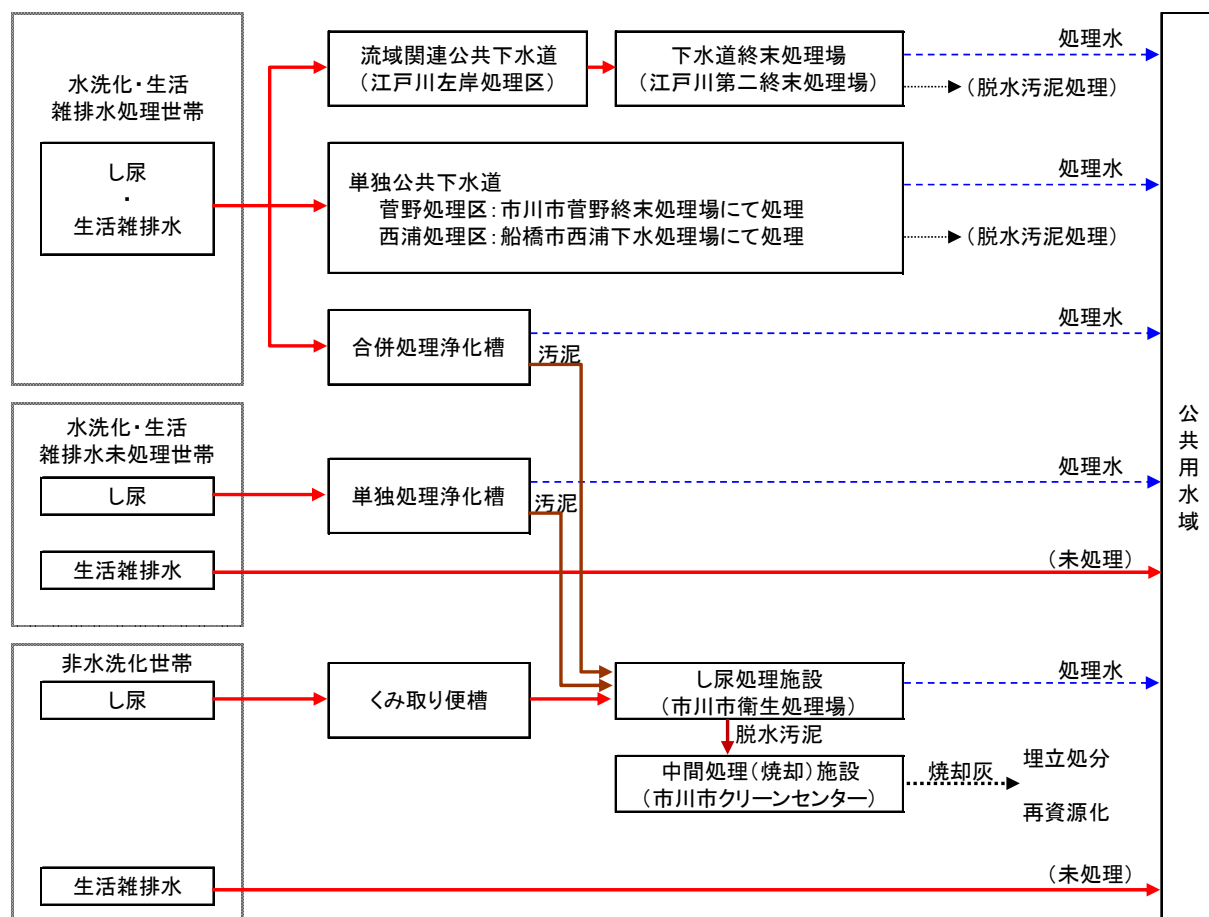 水洗化・生活
雑排水処理世帯
し尿
・
生活雑排水
流域関連公共下水道
(江戸川左岸処理区)
下水道終末処理場
(江戸川第二終末処理場)
処理水
(脱水汚泥処理)
単独公共下水道
菅野処理区：市川市菅野終末処理場にて処理
西浦処理区：船橋市西浦下水処理場にて処理
処理水
(脱水汚泥処理)
合併処理浄化槽
汚泥
処理水
水洗化・生活
雑排水未処理世帯
し尿
単独処理浄化槽
汚泥
処理水
生活雑排水
(未処理)
非水洗化世帯
し尿
くみ取り便槽
し尿処理施設
(市川市衛生処理場)
処理水
脱水汚泥
中間処理(焼却)施設
(市川市クリーンセンター)
焼却灰
埋立処分
再資源化
生活雑排水
(未処理)
公共用水域